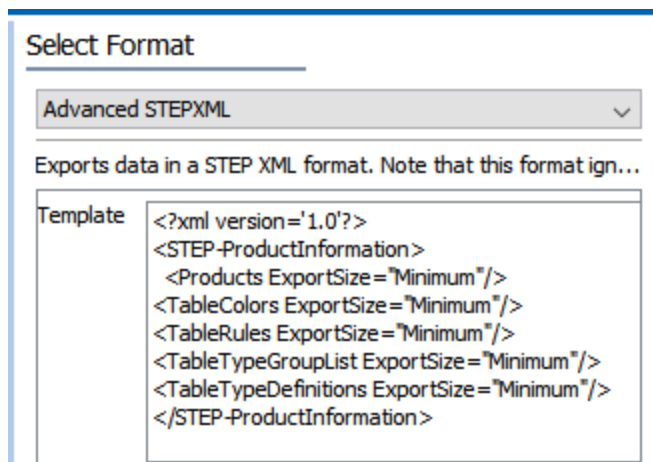 Select Format
Advanced STEPXML
Exports data in a STEP XML format. Note that this format ign...
Template
<?xml version='1.0'?>
<STEP-ProductInformation>
<Products ExportSize="Minimum"/>
<TableColors ExportSize="Minimum"/>
<TableRules ExportSize="Minimum"/>
<TableTypeGroupList ExportSize="Minimum"/>
<TableTypeDefinitions ExportSize="Minimum"/>
</STEP-ProductInformation>